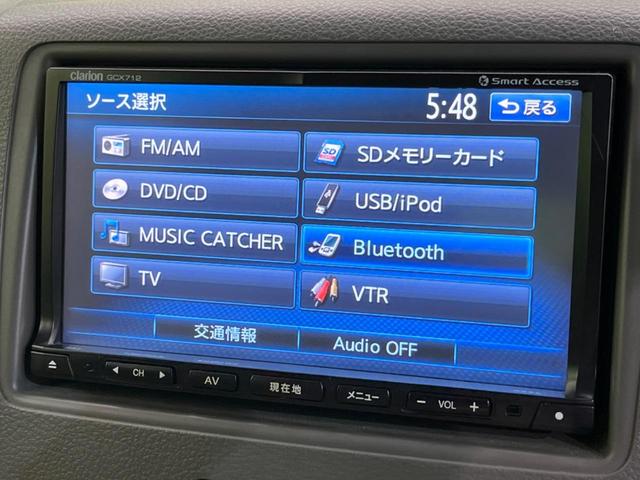 Clarion GCX712
Smart Access
ソース選択
5:48
戻る
FM/AM
SDメモリーカード
DVD/CD
USB/iPod
MUSIC CATCHER
Bluetooth
TV
VTR
交通情報
Audio OFF
CH
AV
現在地
メニュー
− VOL +